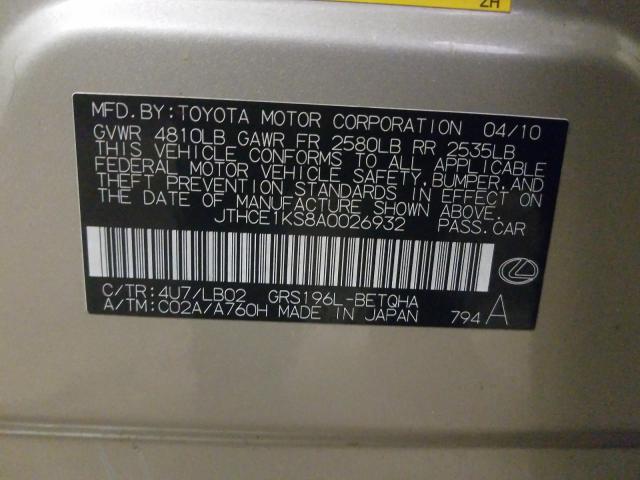 2H
MFD. BY: TOYOTA MOTOR CORPORATION 04/10
GVWR 4810LB GAWR FR 2580LB RR 2535LB
THIS VEHICLE CONFORMS TO ALL APPLICABLE
FEDERAL MOTOR VEHICLE SAFETY, BUMPER, AND
THEFT PREVENTION STANDARDS IN EFFECT ON
THE DATE OF MANUFACTURE SHOWN ABOVE.
JTHCE1KS8A0026932 PASS. CAR
C/TR: 4U7/LB02 GRS196L-BETQHA
A/TM: C02A/A760H MADE IN JAPAN 794 A